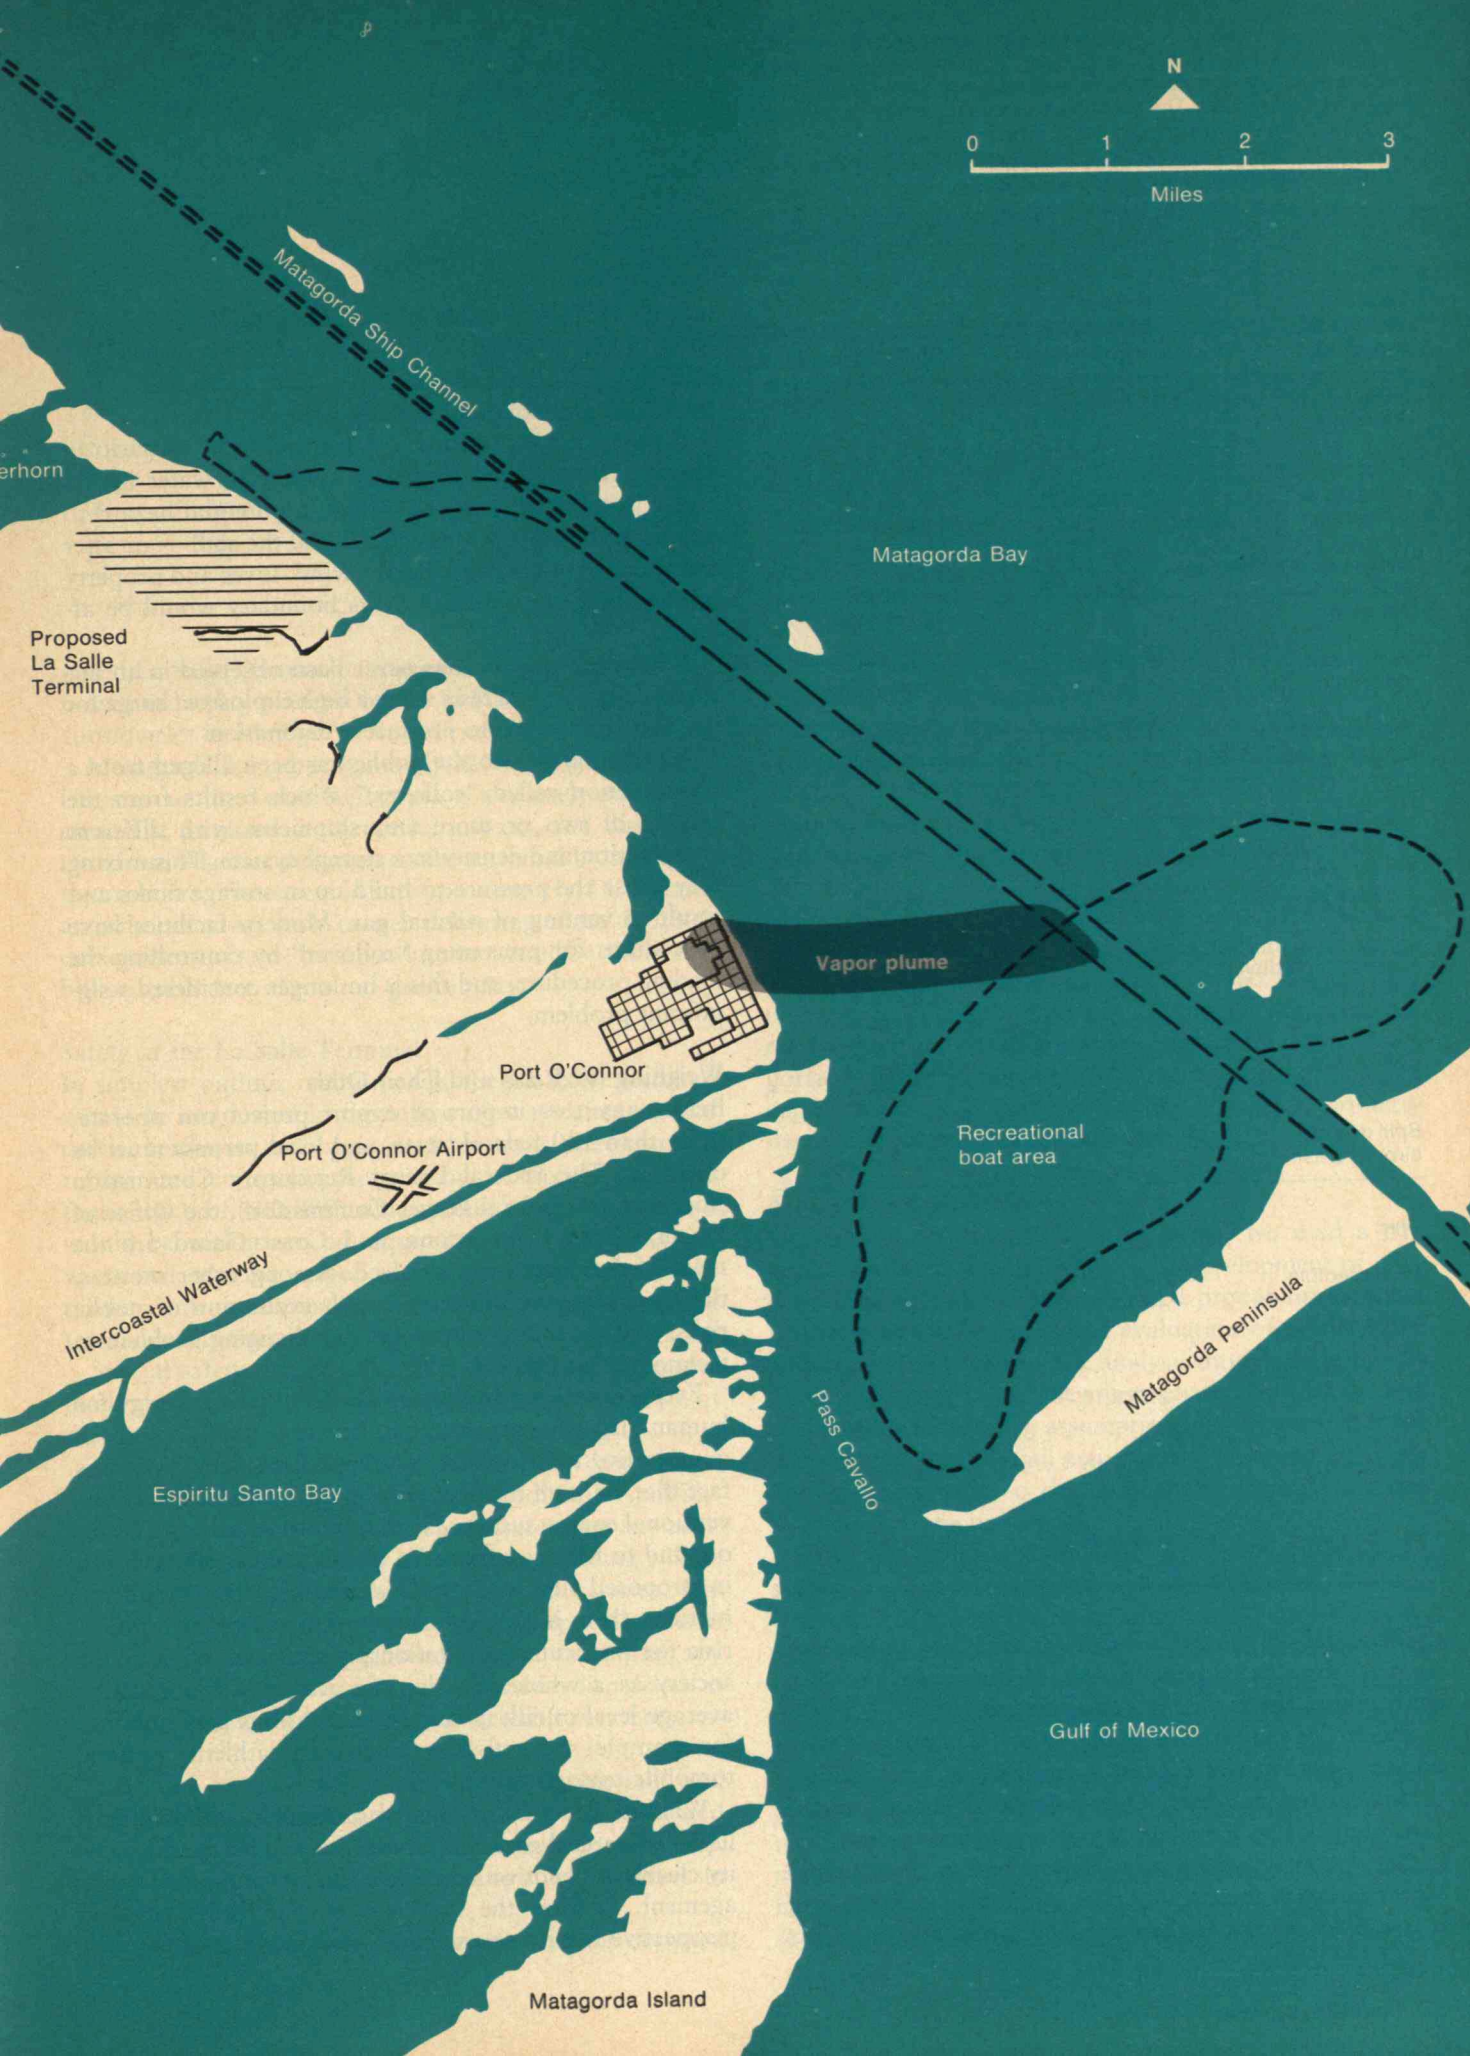 N
0 1 2 3
Miles
Matagorda Ship Channel
erhorn
Matagorda Bay
Proposed
La Salle
Terminal
Vapor plume
Port O'Connor
Recreational
boat area
Port O'Connor Airport
Intercoastal Waterway
Matagorda Peninsula
Pass Cavallo
Espiritu Santo Bay
Gulf of Mexico
Matagorda Island